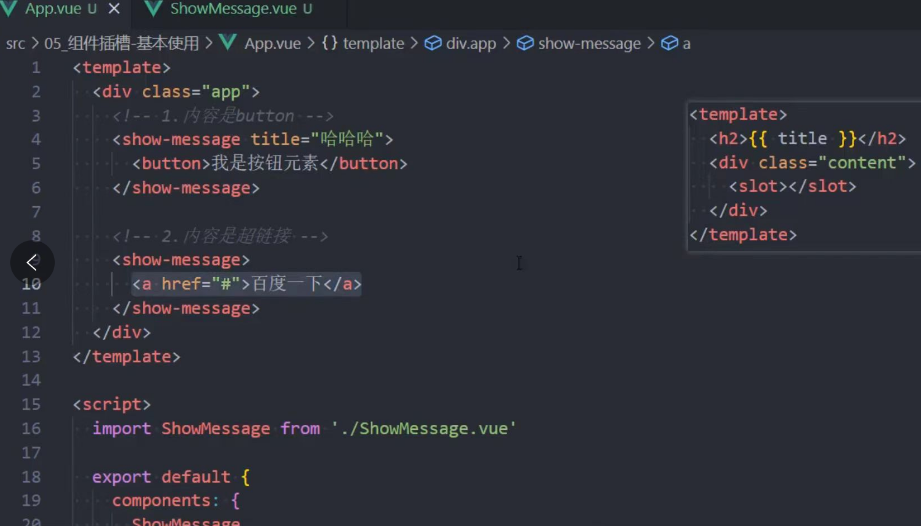 App.vue U
ShowMessage.vue U
src > 05_组件插槽-基本使用 > App.vue > {} template > div.app > show-message > a
1 <template>
2 <div class="app">
3 <!-- 1.内容是button -->
4 <show-message title="哈哈哈">
5 <button>我是按钮元素</button>
6 </show-message>
7
8 <!-- 2.内容是超链接 -->
<show-message>
10 <a href="#">百度一下</a>
11 </show-message>
12 </div>
13 </template>
14
15 <script>
16 import ShowMessage from './ShowMessage.vue'
17
18 export default {
19 components: {
20 ShowMessage
<template>
<h2>{{ title }}</h2>
<div class="content">
<slot></slot>
</div>
</template>